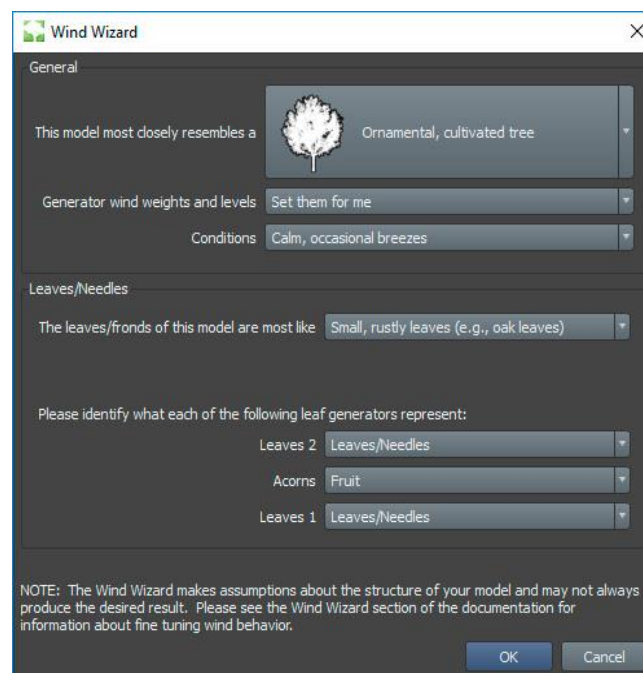 Wind Wizard
General
This model most closely resembles a
Ornamental, cultivated tree
Generator wind weights and levels Set them for me
Conditions Calm, occasional breezes
Leaves/Needles
The leaves/fronds of this model are most like Small, rustly leaves (e.g., oak leaves)
Please identify what each of the following leaf generators represent:
Leaves 2 Leaves/Needles
Acorns Fruit
Leaves 1 Leaves/Needles
NOTE: The Wind Wizard makes assumptions about the structure of your model and may not always
produce the desired result. Please see the Wind Wizard section of the documentation for
information about fine tuning wind behavior.
OK Cancel